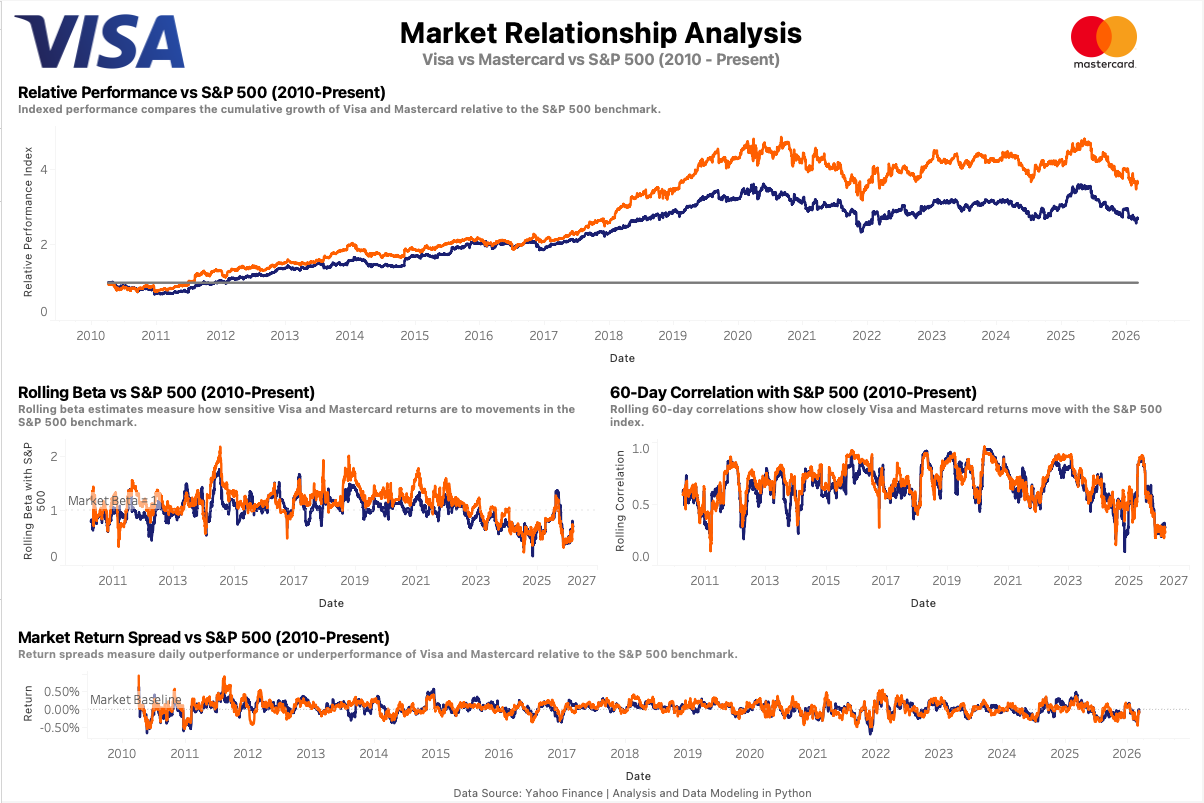 VISA
Market Relationship Analysis
Visa vs Mastercard vs S&P 500 (2010 - Present)
mastercard.
Relative Performance vs S&P 500 (2010-Present)
Indexed performance compares the cumulative growth of Visa and Mastercard relative to the S&P 500 benchmark.
Relative Performance Index
4
2
0
2010 2011 2012 2013 2014 2015 2016 2017 2018 2019 2020 2021 2022 2023 2024 2025 2026
Date
Rolling Beta vs S&P 500 (2010-Present)
Rolling beta estimates measure how sensitive Visa and Mastercard returns are to movements in the
S&P 500 benchmark.
Rolling Beta with S&P
500
2
1
0
Market Beta = 1
2011 2013 2015 2017 2019 2021 2023 2025 2027
Date
60-Day Correlation with S&P 500 (2010-Present)
Rolling 60-day correlations show how closely Visa and Mastercard returns move with the S&P 500
index.
Rolling Correlation
1.0
0.5
0.0
2011 2013 2015 2017 2019 2021 2023 2025 2027
Date
Market Return Spread vs S&P 500 (2010-Present)
Return spreads measure daily outperformance or underperformance of Visa and Mastercard relative to the S&P 500 benchmark.
Return
0.50%
0.00%
-0.50%
Market Baseline
2010 2011 2012 2013 2014 2015 2016 2017 2018 2019 2020 2021 2022 2023 2024 2025 2026
Date
Data Source: Yahoo Finance | Analysis and Data Modeling in Python